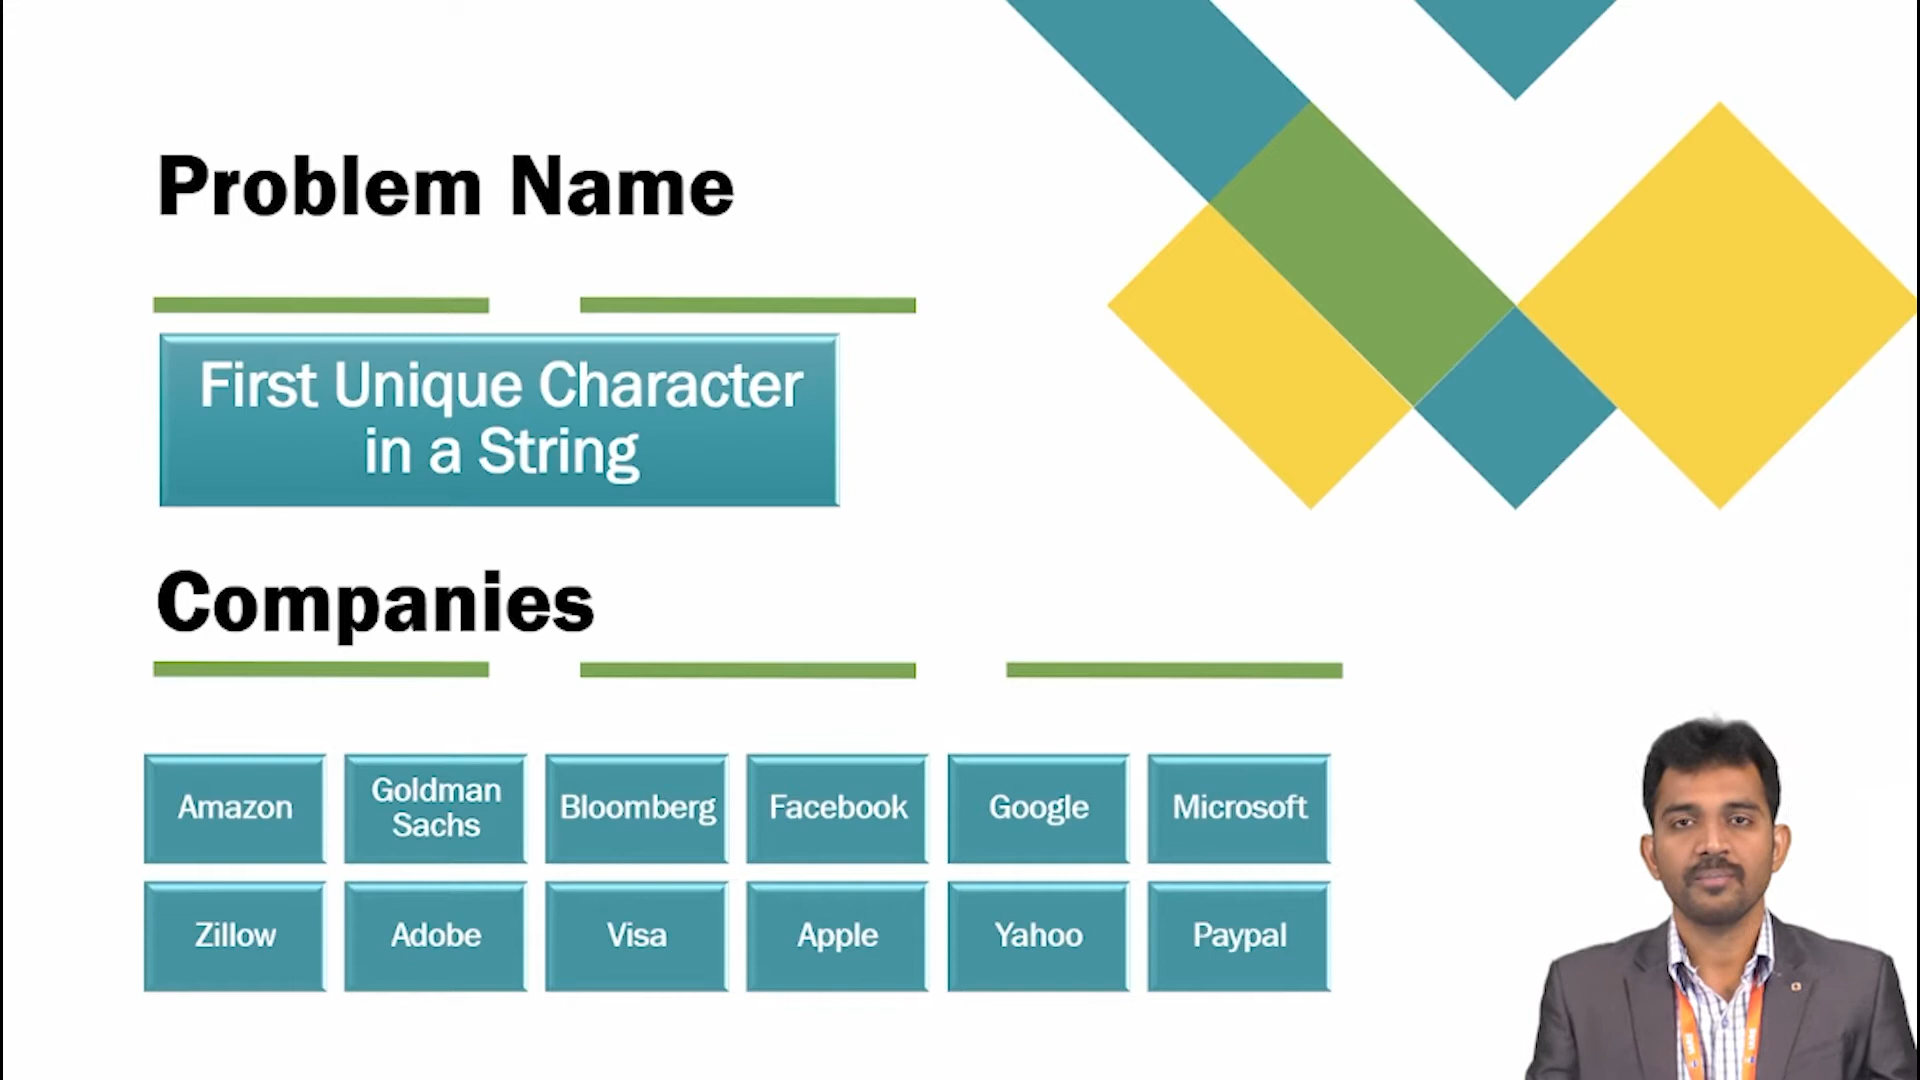 Problem Name
First Unique Character
in a String
Companies
Amazon
Goldman
Sachs
Bloomberg
Facebook
Google
Microsoft
Zillow
Adobe
Visa
Apple
Yahoo
Paypal